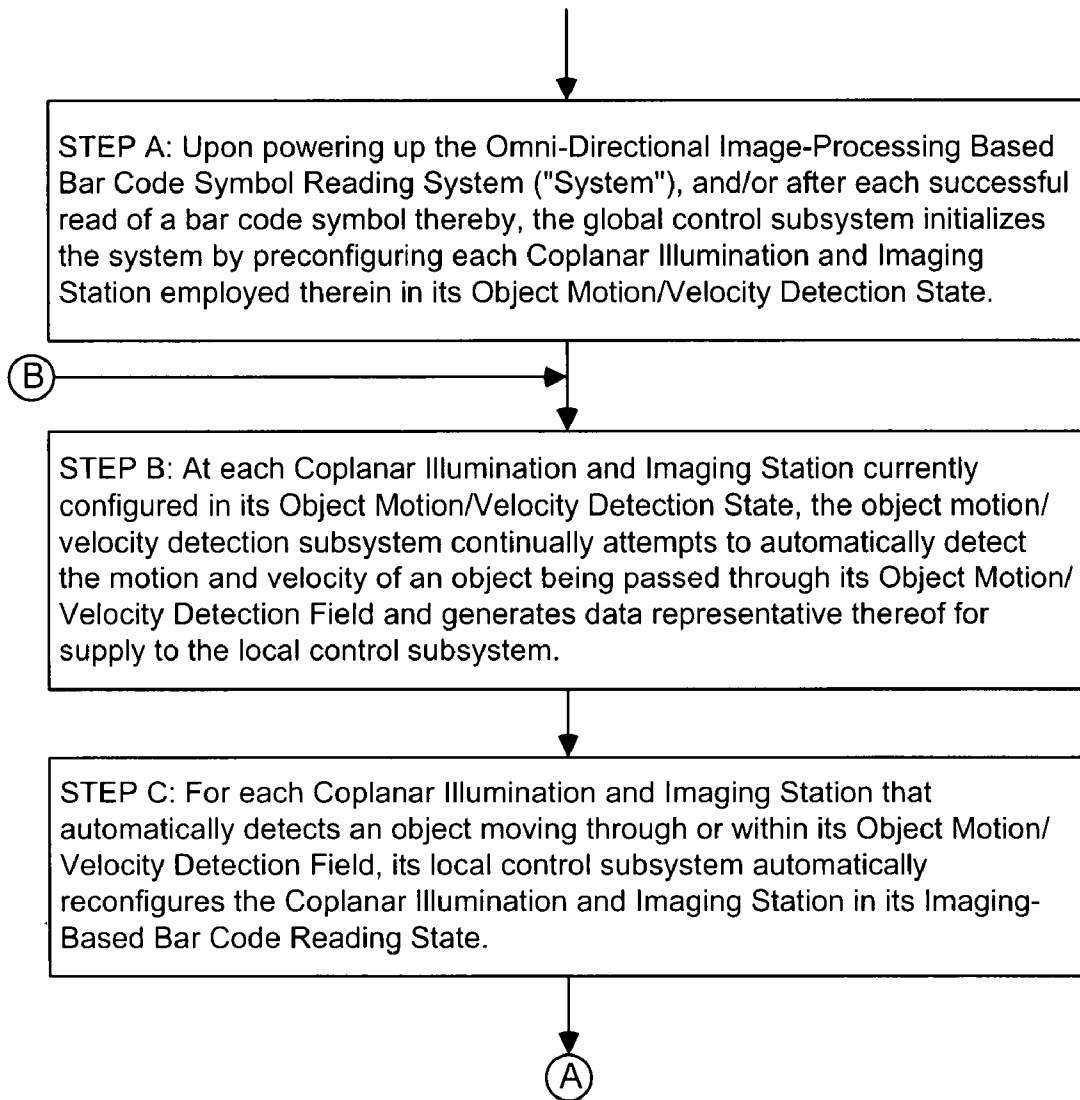 STEP A: Upon powering up the Omni-Directional Image-Processing Based
Bar Code Symbol Reading System ("System"), and/or after each successful
read of a bar code symbol thereby, the global control subsystem initializes
the system by preconfiguring each Coplanar Illumination and Imaging
Station employed therein in its Object Motion/Velocity Detection State.
B
STEP B: At each Coplanar Illumination and Imaging Station currently
configured in its Object Motion/Velocity Detection State, the object motion/
velocity detection subsystem continually attempts to automatically detect
the motion and velocity of an object being passed through its Object Motion/
Velocity Detection Field and generates data representative thereof for
supply to the local control subsystem.
STEP C: For each Coplanar Illumination and Imaging Station that
automatically detects an object moving through or within its Object Motion/
Velocity Detection Field, its local control subsystem automatically
reconfigures the Coplanar Illumination and Imaging Station in its Imaging-
Based Bar Code Reading State.
A